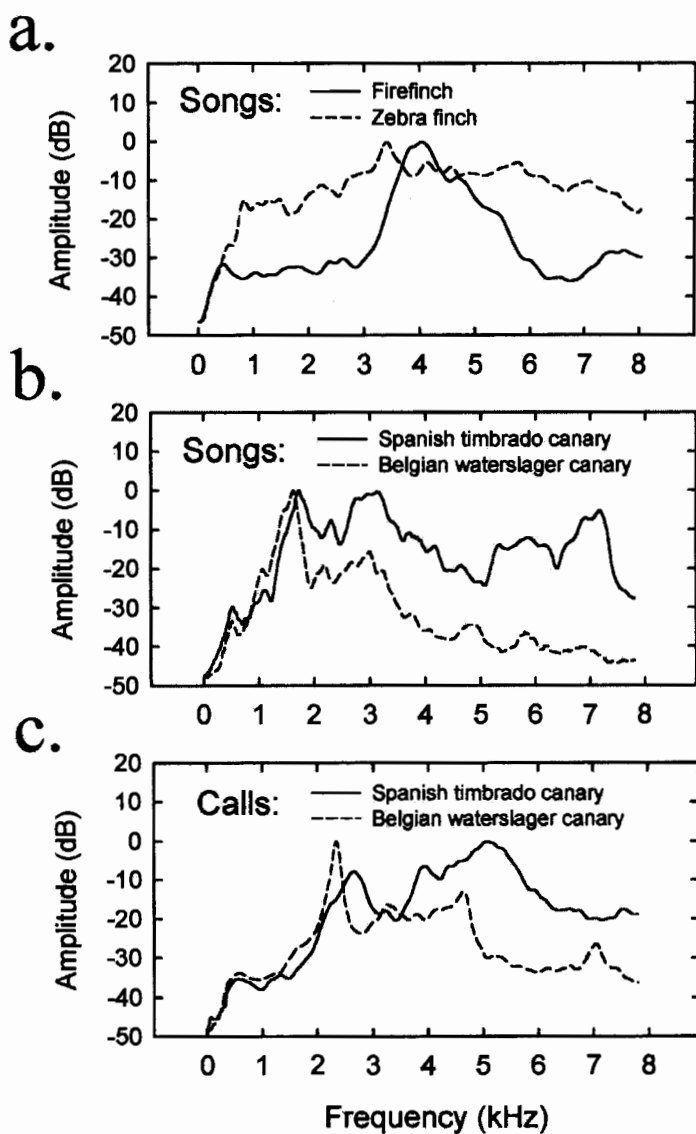 a.
20
10
0
-10
-20
-30
-40
-50
Amplitude (dB)
Songs:
Firefinch
Zebra finch
0 1 2 3 4 5 6 7 8
b.
20
10
0
-10
-20
-30
-40
-50
Amplitude (dB)
Songs:
Spanish timbrado canary
Belgian waterslager canary
0 1 2 3 4 5 6 7 8
c.
20
10
0
-10
-20
-30
-40
-50
Amplitude (dB)
Calls:
Spanish timbrado canary
Belgian waterslager canary
0 1 2 3 4 5 6 7 8
Frequency (kHz)